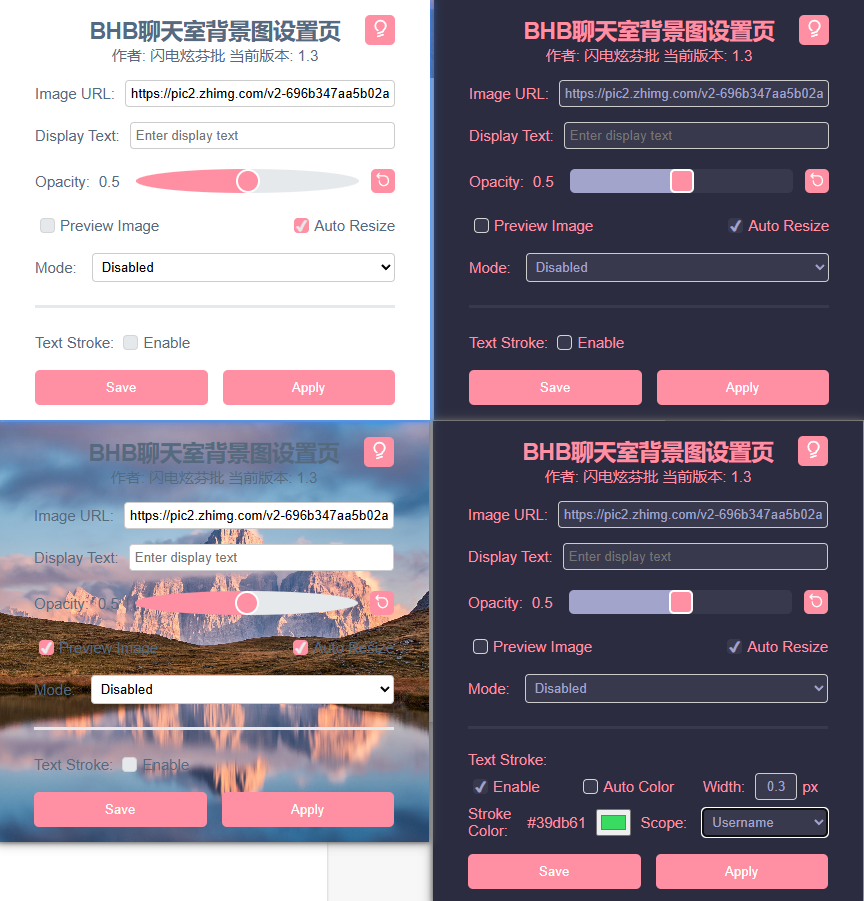 BHB聊天室背景图设置页
作者: 闪电炫芬批 当前版本: 1.3
Image URL: https://pic2.zhimg.com/v2-696b347aa5b02a
Display Text: Enter display text
Opacity: 0.5
Preview Image Auto Resize
Mode: Disabled
Text Stroke: Enable
Save Apply
BHB聊天室背景图设置页
作者: 闪电炫芬批 当前版本: 1.3
Image URL: https://pic2.zhimg.com/v2-696b347aa5b02a
Display Text: Enter display text
Opacity: 0.5
Preview Image Auto Resize
Mode: Disabled
Text Stroke: Enable
Save Apply
BHB聊天室背景图设置页
作者: 闪电炫芬批 当前版本: 1.3
Image URL: https://pic2.zhimg.com/v2-696b347aa5b02a
Display Text: Enter display text
Opacity: 0.5
Preview Image Auto Resize
Mode: Disabled
Text Stroke: Enable
Save Apply
BHB聊天室背景图设置页
作者: 闪电炫芬批 当前版本: 1.3
Image URL: https://pic2.zhimg.com/v2-696b347aa5b02a
Display Text: Enter display text
Opacity: 0.5
Preview Image Auto Resize
Mode: Disabled
Text Stroke:
Enable Auto Color Width: 0.3 px
Stroke Color: #39db61 Scope: Username
Save Apply